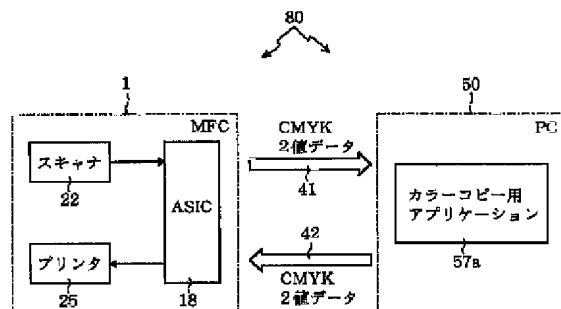 80
1
50
MFC
PC
スキャナ
22
ASIC
CMYK
2値データ
41
カラーコピー用
アプリケーション
57a
プリンタ
25
18
42
CMYK
2値データ